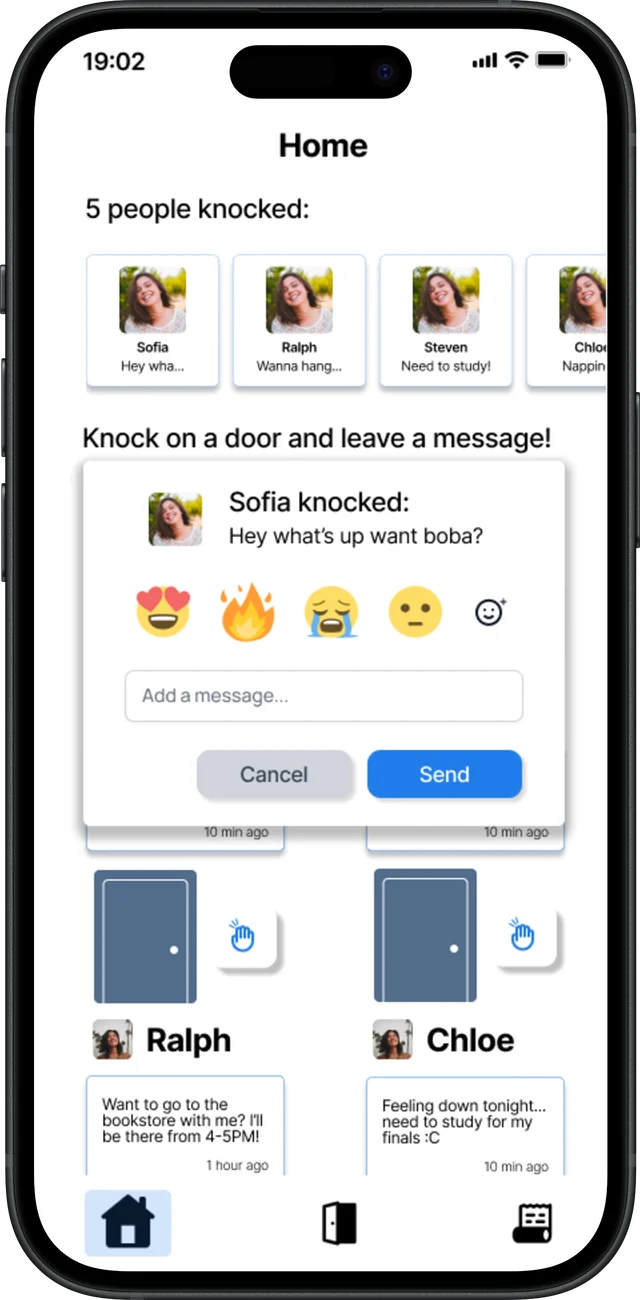 19:02
Home
5 people knocked:
Sofia
Hey wha...
Ralph
Wanna hang...
Steven
Need to study!
Chloe
Nappin
Knock on a door and leave a message!
Sofia knocked:
Hey what's up want boba?
Add a message...
Cancel
Send
10 min ago
10 min ago
Ralph
Chloe
Want to go to the
bookstore with me? I'll
be there from 4-5PM!
1 hour ago
Feeling down tonight...
need to study for my
finals :C
10 min ago